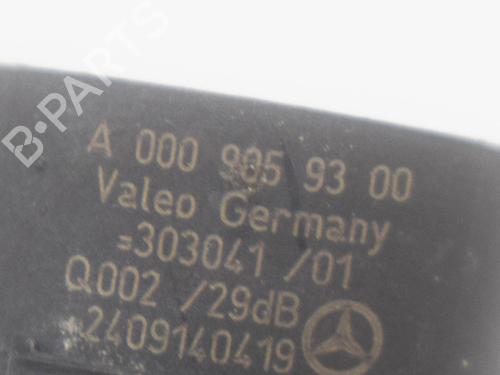 B-PARTS
A 000 905 93 00
Valeo Germany
=303041 /01
Q002 /29dB
*2409140419